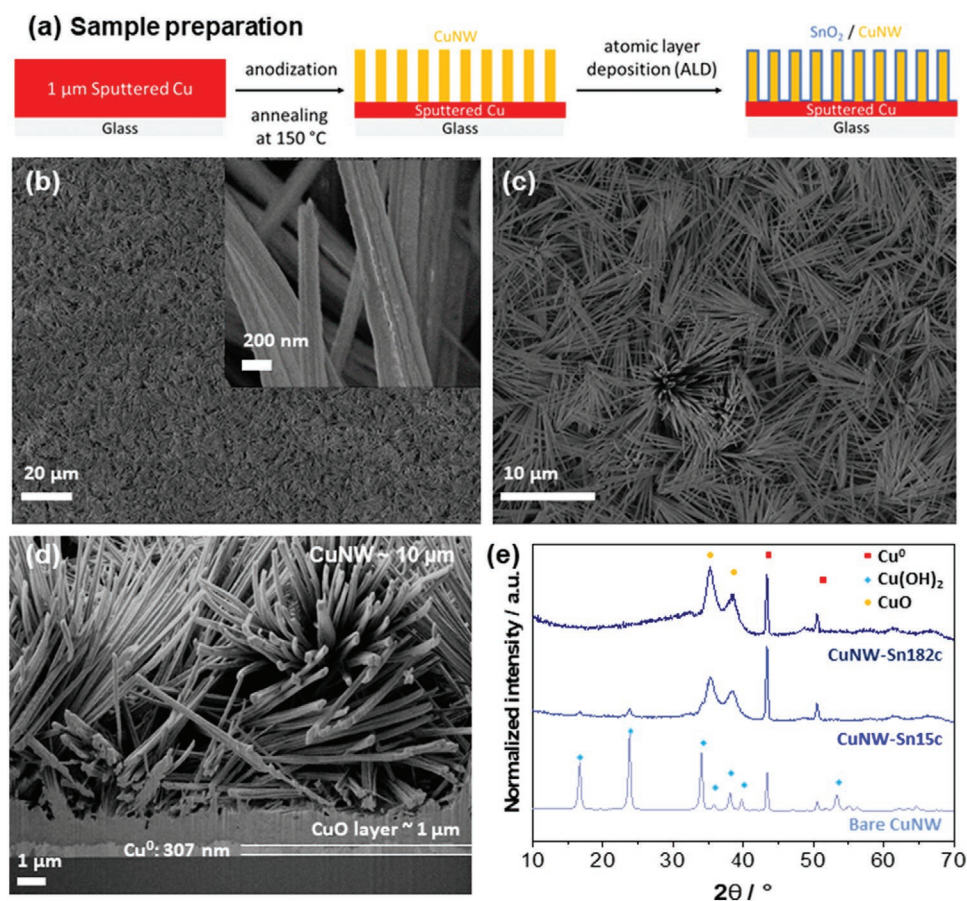 (a) Sample preparation
1 µm Sputtered Cu
Glass
anodization
annealing
at 150 °C
CuNW
Sputtered Cu
Glass
atomic layer
deposition (ALD)
SnO₂ / CuNW
Sputtered Cu
Glass
(b)
200 nm
20 µm
(c)
10 µm
(d)
CuNW ~ 10 µm
CuO layer ~ 1 µm
Cu⁰: 307 nm
1 µm
(e)
Normalized intensity / a.u.
Cu⁰
Cu(OH)₂
CuO
CuNW-Sn182c
CuNW-Sn15c
Bare CuNW
10 20 30 40 50 60 70
2θ / °